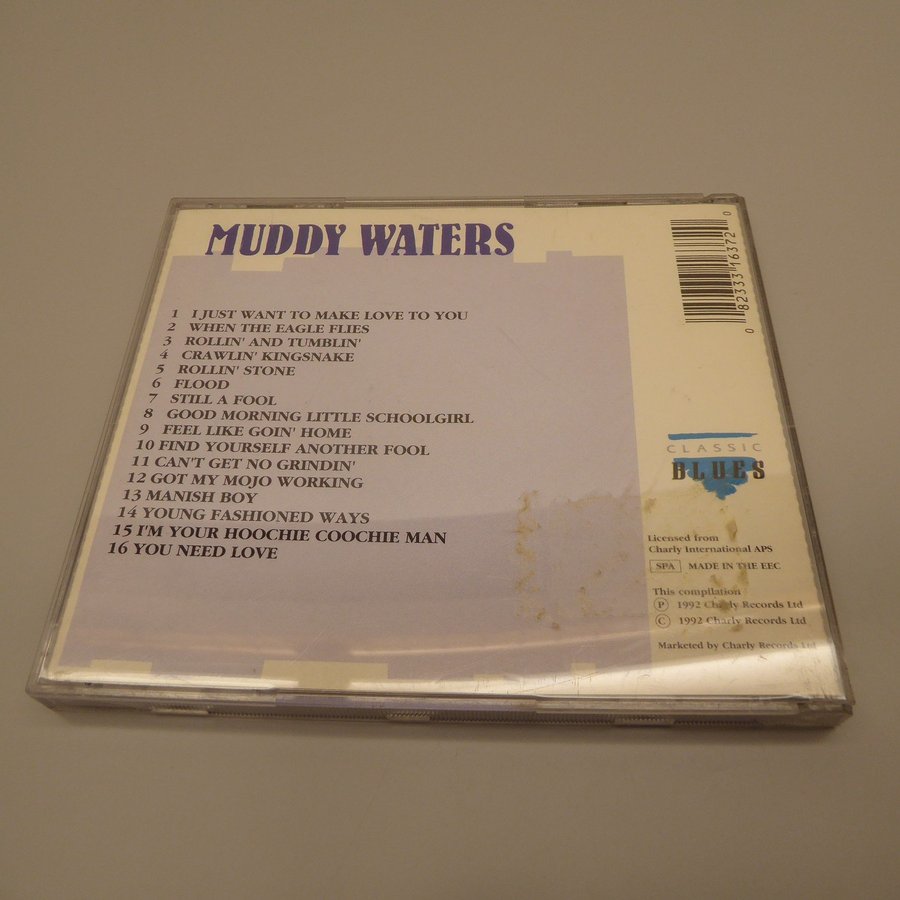 MUDDY WATERS
1 I JUST WANT TO MAKE LOVE TO YOU
2 WHEN THE EAGLE FLIES
3 ROLLIN' AND TUMBLIN'
4 CRAWLIN' KINGSNAKE
5 ROLLIN' STONE
6 FLOOD
7 STILL A FOOL
8 GOOD MORNING LITTLE SCHOOLGIRL
9 FEEL LIKE GOIN' HOME
10 FIND YOURSELF ANOTHER FOOL
11 CAN'T GET NO GRINDIN'
12 GOT MY MOJO WORKING
13 MANISH BOY
14 YOUNG FASHIONED WAYS
15 I'M YOUR HOOCHIE COOCHIE MAN
16 YOU NEED LOVE
0 82333 16372 0
CLASSIC
BLUES
Licensed from
Charly International APS
SPA MADE IN THE EEC
This compilation
P 1992 Charly Records Ltd
C 1992 Charly Records Ltd
Marketed by Charly Records Ltd